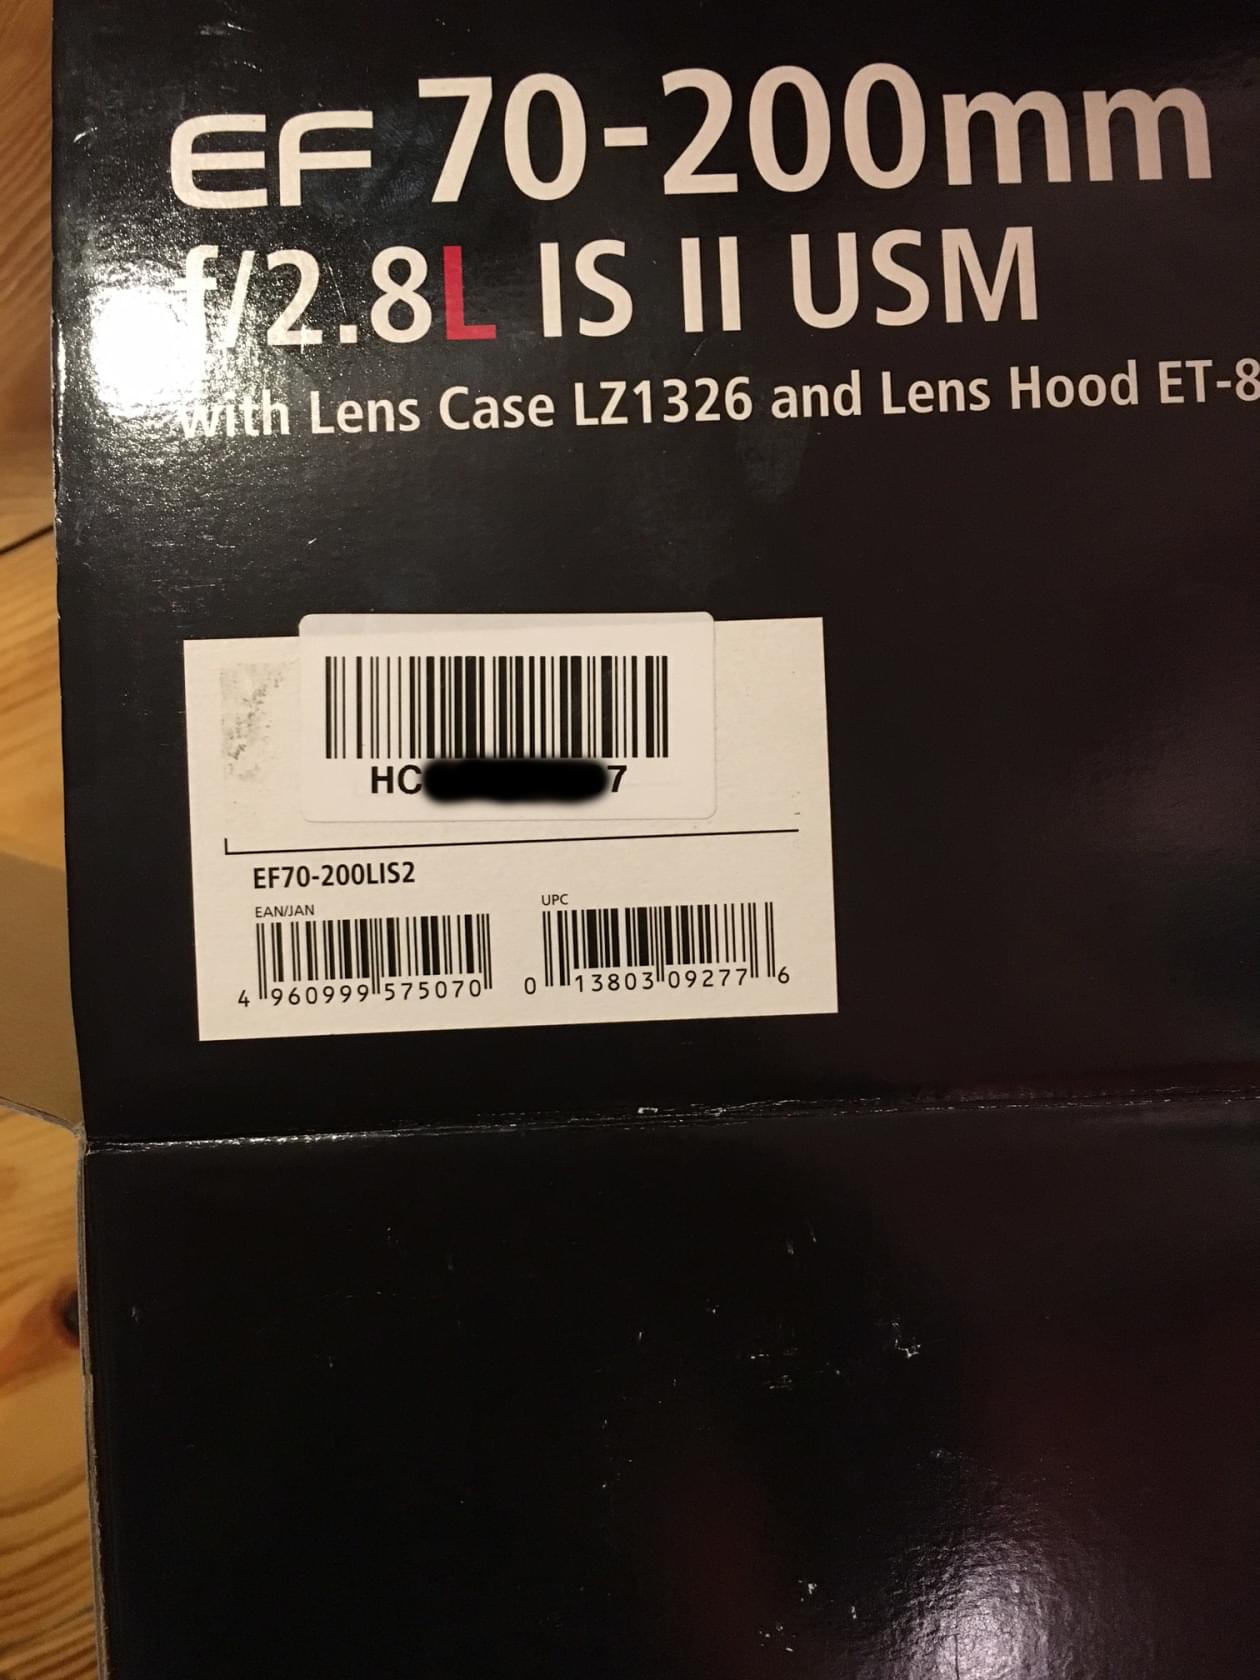 EF 70-200mm
f/2.8L IS II USM
with Lens Case LZ1326 and Lens Hood ET-8
HC 7
EF70-200LIS2
EAN/JAN
4 960999 575070
UPC
0 13803 09277 6